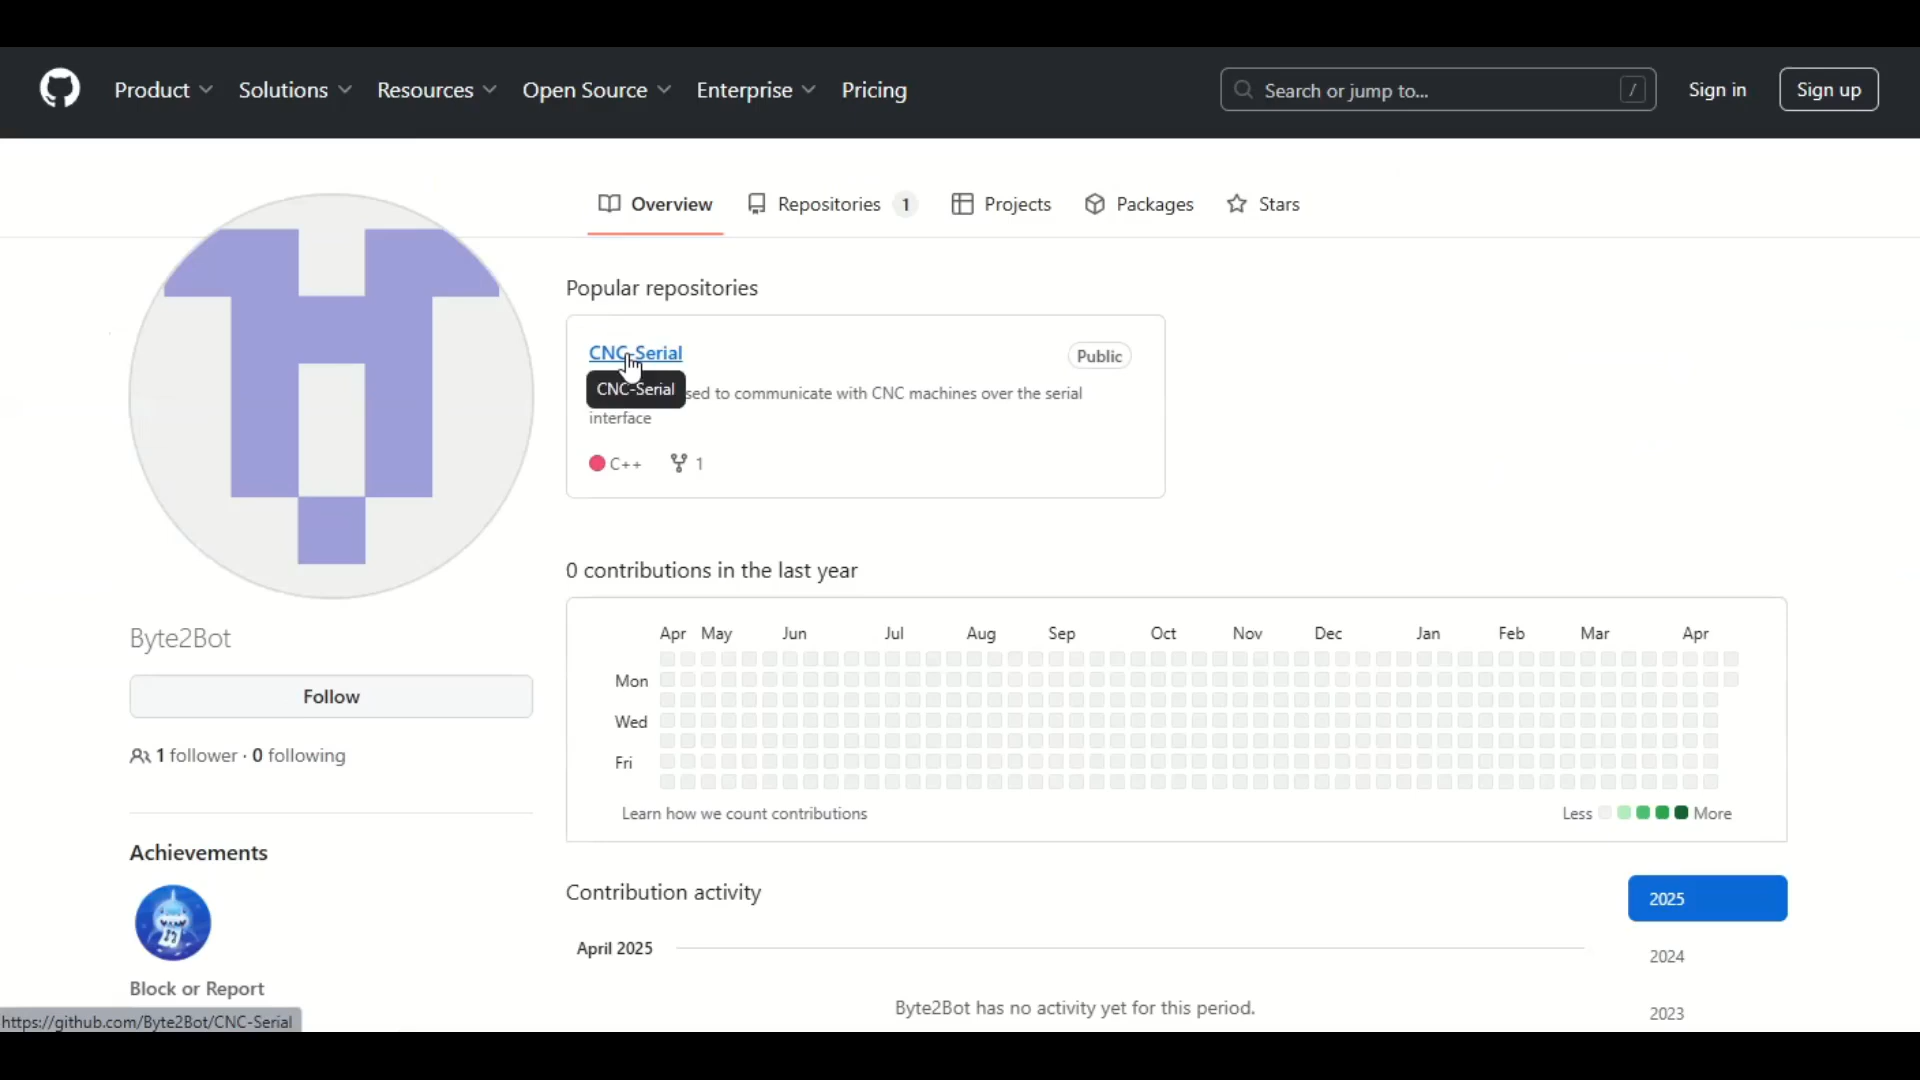 Product Solutions Resources Open Source Enterprise Pricing Search or jump to... / Sign in Sign up
Overview Repositories 1 Projects Packages Stars
Popular repositories
CNC-Serial Public
CNC-Serial
sed to communicate with CNC machines over the serial
interface
C++ 1
0 contributions in the last year
Apr May Jun Jul Aug Sep Oct Nov Dec Jan Feb Mar Apr
Mon
Wed
Fri
Learn how we count contributions Less More
Byte2Bot
Follow
1 follower · 0 following
Achievements
Block or Report
Contribution activity
2025
April 2025
2024
Byte2Bot has no activity yet for this period.
2023
https://github.com/Byte2Bot/CNC-Serial